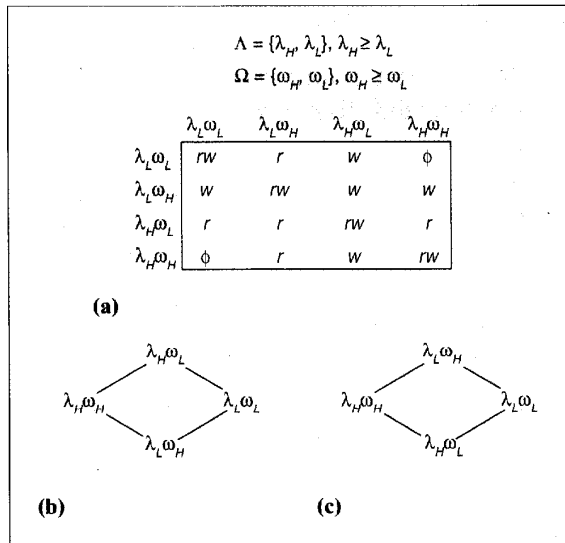 Λ = {λ_H, λ_L}, λ_H ≥ λ_L
Ω = {ω_H, ω_L}, ω_H ≥ ω_L
λ_Lω_L λ_Lω_H λ_Hω_L λ_Hω_H
λ_Lω_L rw r w ϕ
λ_Lω_H w rw w w
λ_Hω_L r r rw r
λ_Hω_H ϕ r w rw
(a)
λ_Hω_L
λ_Hω_H λ_Lω_L
λ_Lω_H
(b)
λ_Lω_H
λ_Hω_H λ_Lω_L
λ_Hω_L
(c)